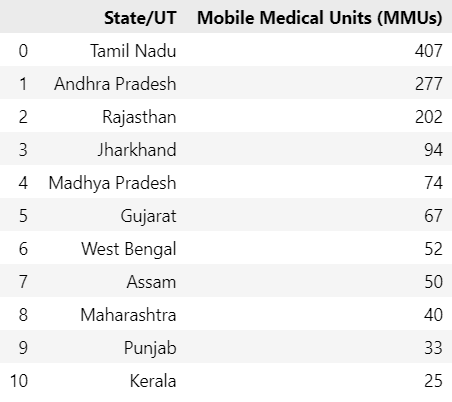 State/UT Mobile Medical Units (MMUs)
0 Tamil Nadu 407
1 Andhra Pradesh 277
2 Rajasthan 202
3 Jharkhand 94
4 Madhya Pradesh 74
5 Gujarat 67
6 West Bengal 52
7 Assam 50
8 Maharashtra 40
9 Punjab 33
10 Kerala 25